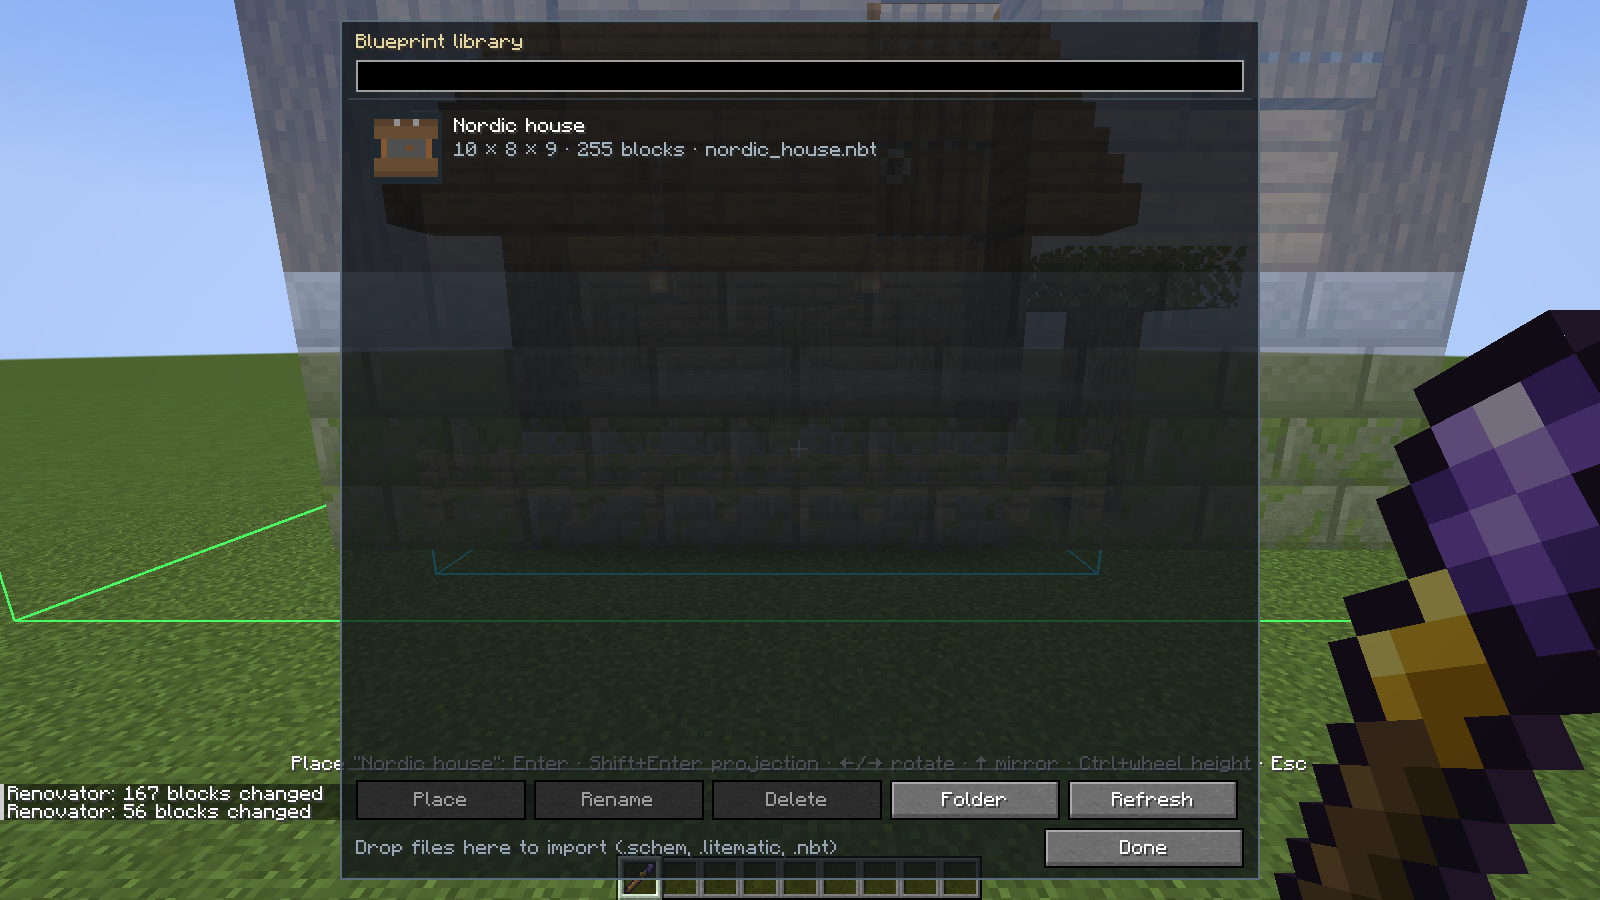 Blueprint library
Nordic house
10 × 8 × 9 · 255 blocks · nordic_house.nbt
Place "Nordic house": Enter · Shift+Enter projection · ←/→ rotate · ↑ mirror · Ctrl+wheel height · Esc
Renovator: 167 blocks changed
Renovator: 56 blocks changed
Place
Rename
Delete
Folder
Refresh
Drop files here to import (.schem, .litematic, .nbt)
Done